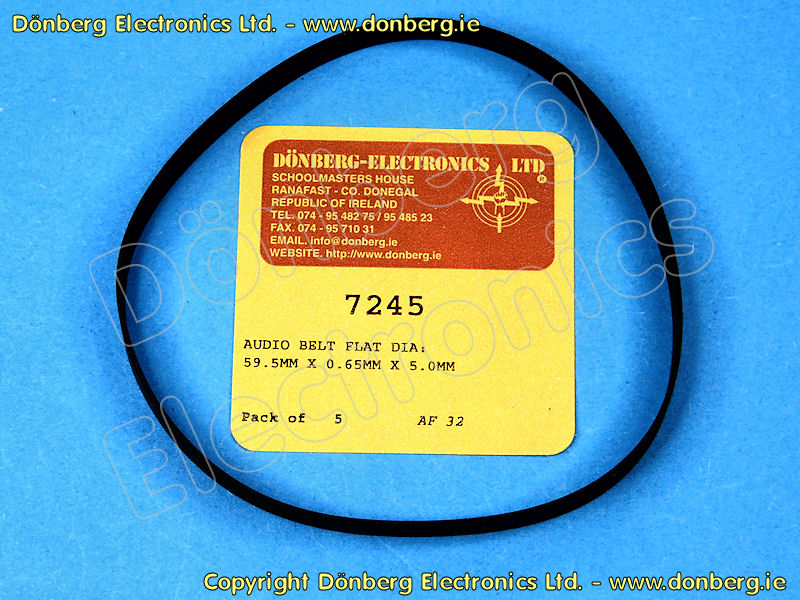 Dönberg Electronics Ltd. - www.donberg.ie
DÖNBERG-ELECTRONICS LTD
®
SCHOOLMASTERS HOUSE
RANAFAST - CO. DONEGAL
REPUBLIC OF IRELAND
TEL. 074 - 95 482 75 / 95 485 23
FAX. 074 - 95 710 31
EMAIL. info@donberg.ie
WEBSITE. http://www.donberg.ie
7245
AUDIO BELT FLAT DIA:
59.5MM X 0.65MM X 5.0MM
Pack of 5 AF 32
Dönberg
Electronics
Copyright Dönberg Electronics Ltd. - www.donberg.ie